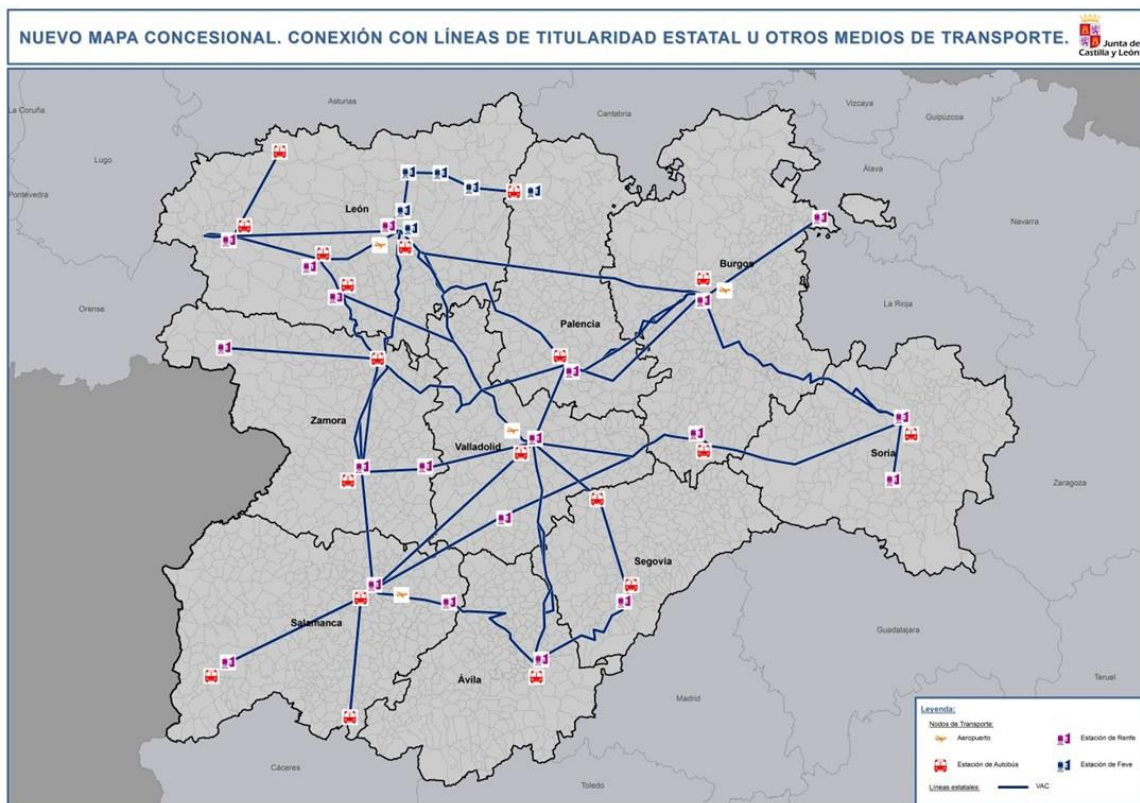 NUEVO MAPA CONCESIONAL. CONEXIÓN CON LÍNEAS DE TITULARIDAD ESTATAL U OTROS MEDIOS DE TRANSPORTE.
Junta de
Castilla y León
La Coruña
Asturias
Cantabria
Vizcaya
Guipúzcoa
Lugo
Álava
Pontevedra
León
Navarra
Burgos
Orense
La Rioja
Palencia
Zamora
Valladolid
Soria
Zaragoza
Segovia
Salamanca
Guadalajara
Ávila
Teruel
Madrid
Cáceres
Toledo
Leyenda:
Nodos de Transporte:
Aeropuerto
Estación de Renfe
Estación de Autobús
Estación de Feve
Líneas estatales:
VAC